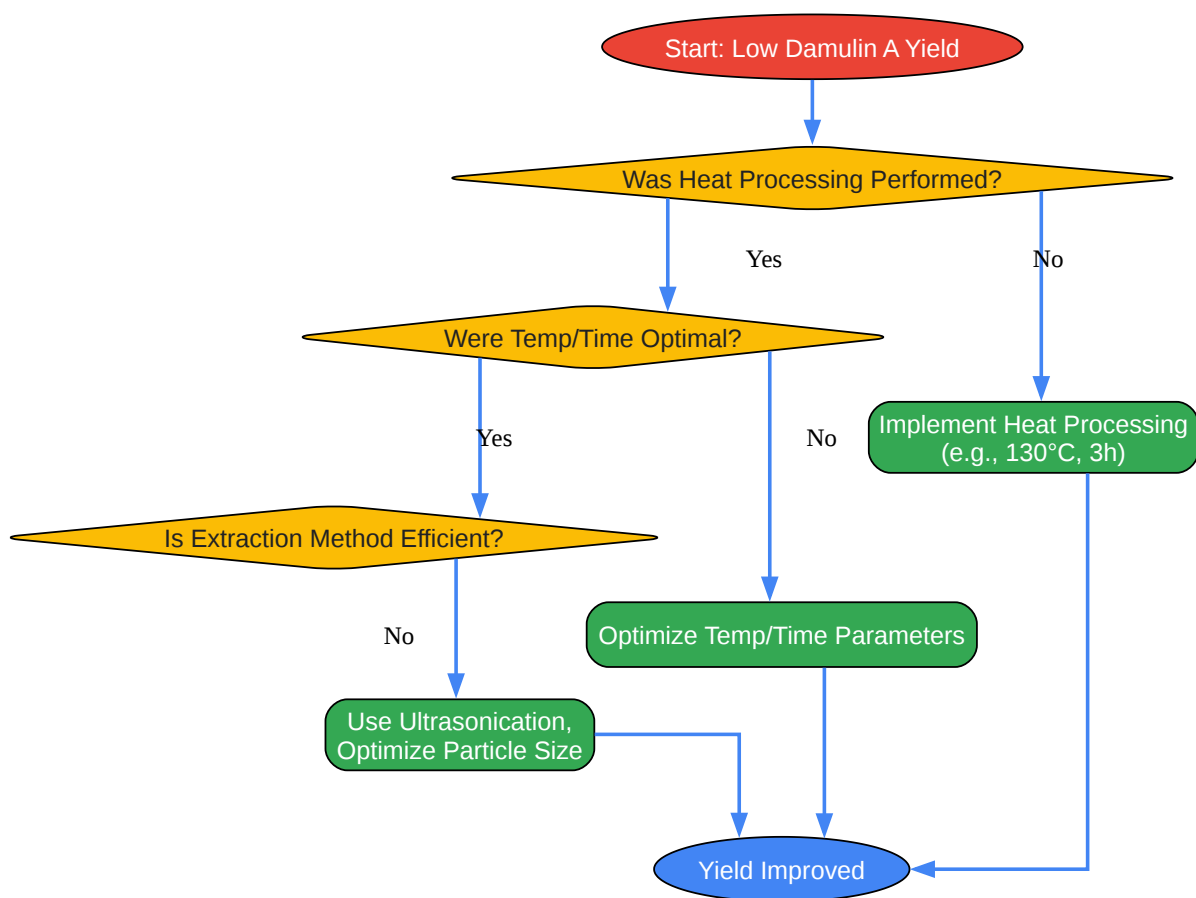 Start: Low Damulin A Yield
Was Heat Processing Performed?
Yes
No
Were Temp/Time Optimal?
Implement Heat Processing
(e.g., 130°C, 3h)
Yes
No
Is Extraction Method Efficient?
No
Optimize Temp/Time Parameters
Use Ultrasonication,
Optimize Particle Size
Yield Improved